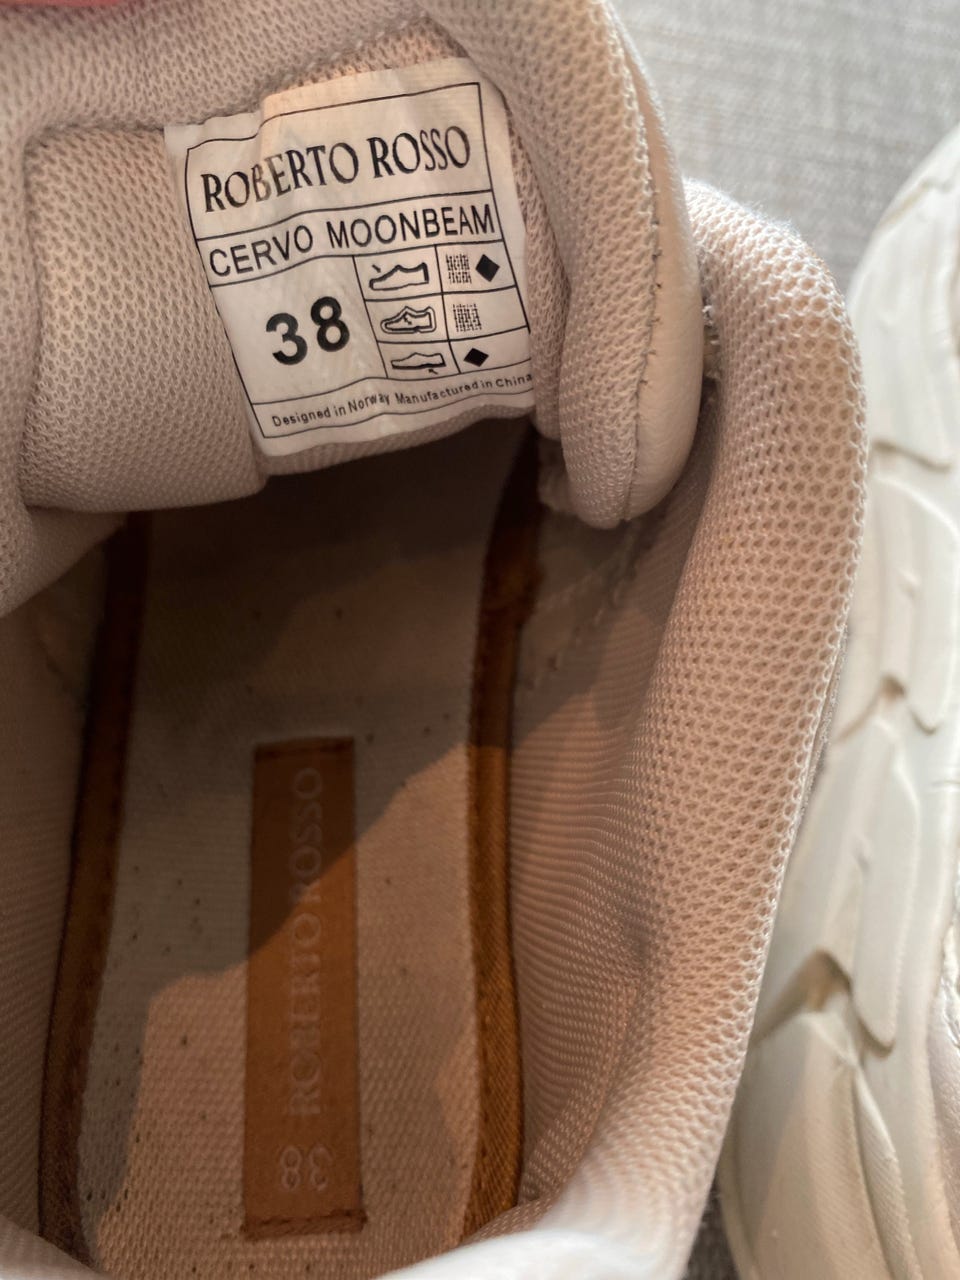 ROBERTO ROSSO
CERVO MOONBEAM
38
Designed in Norway Manufactured in China
ROBERTO ROSSO
38